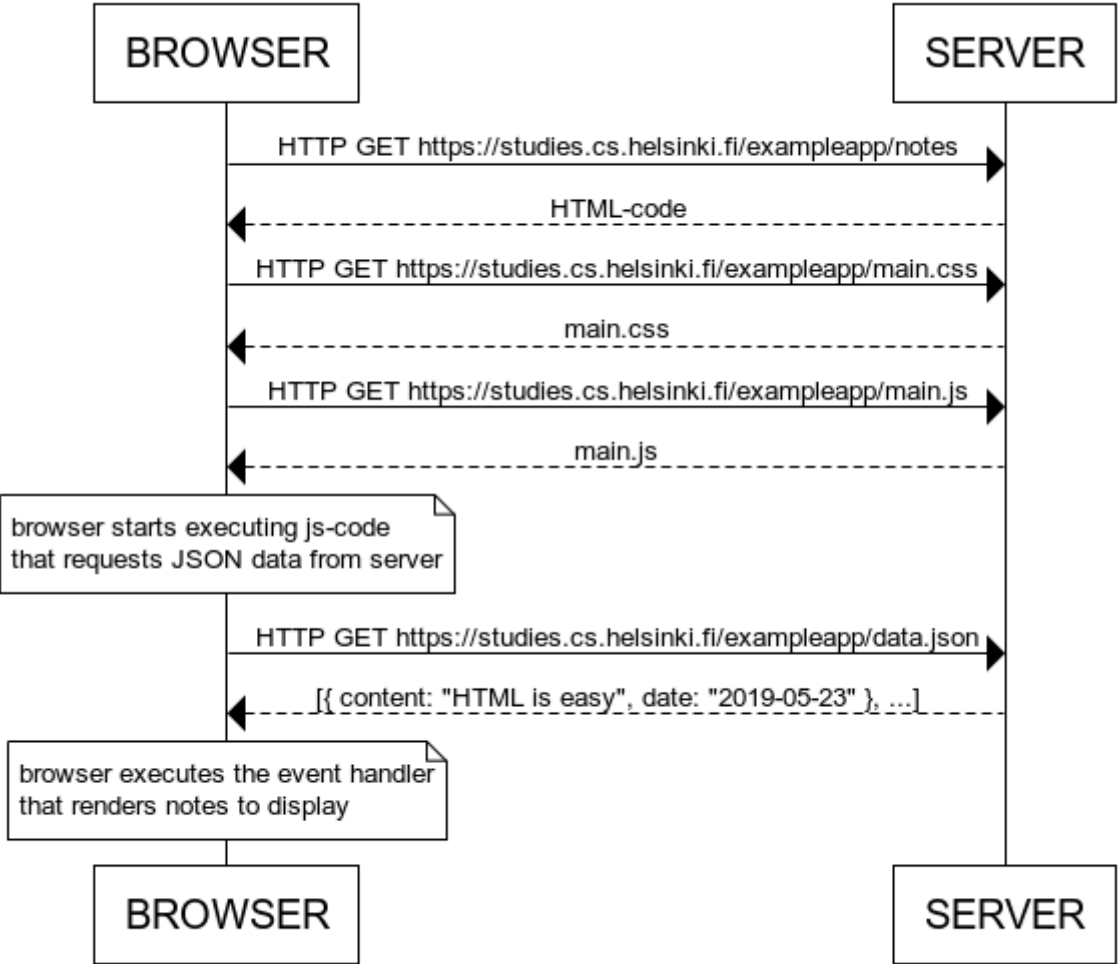 BROWSER
SERVER
HTTP GET https://studies.cs.helsinki.fi/exampleapp/notes
HTML-code
HTTP GET https://studies.cs.helsinki.fi/exampleapp/main.css
main.css
HTTP GET https://studies.cs.helsinki.fi/exampleapp/main.js
main.js
browser starts executing js-code
that requests JSON data from server
HTTP GET https://studies.cs.helsinki.fi/exampleapp/data.json
[{ content: "HTML is easy", date: "2019-05-23" }, ...]
browser executes the event handler
that renders notes to display
BROWSER
SERVER